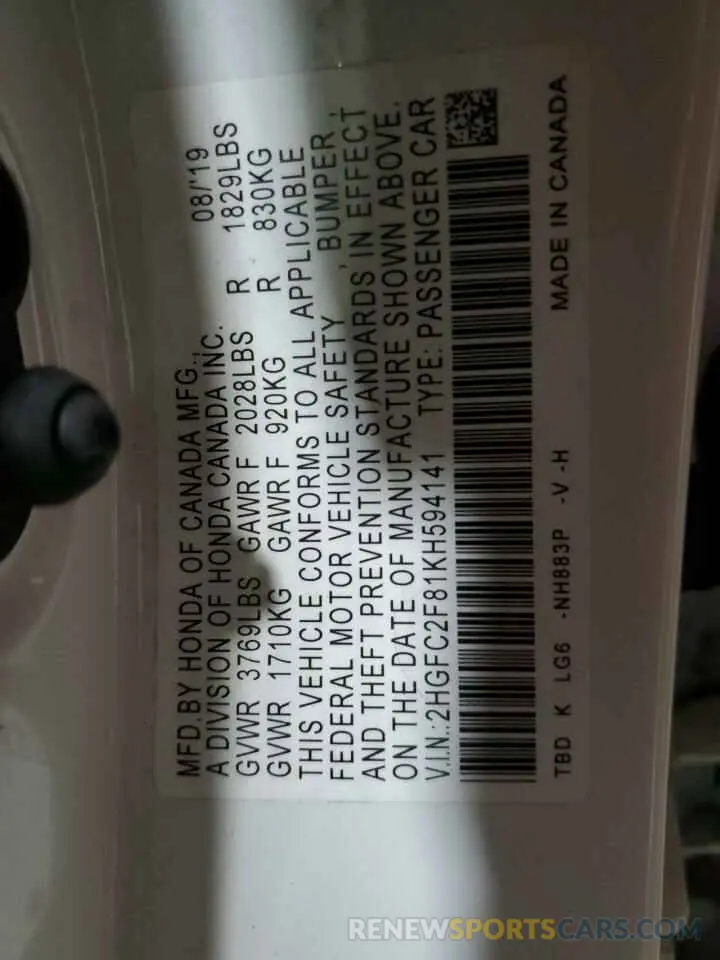 MFD.BY HONDA OF CANADA MFG.,
A DIVISION OF HONDA CANADA INC. 08/'19
GVWR 3769LBS GAWR F 2028LBS R 1829LBS
GVWR 1710KG GAWR F 920KG R 830KG
THIS VEHICLE CONFORMS TO ALL APPLICABLE
FEDERAL MOTOR VEHICLE SAFETY , BUMPER ,
AND THEFT PREVENTION STANDARDS IN EFFECT
ON THE DATE OF MANUFACTURE SHOWN ABOVE.
V.I.N.:2HGFC2F81KH594141 TYPE: PASSENGER CAR
TBD K LG6 -NH883P -V -H MADE IN CANADA
RENEWSPORTSCARS.COM